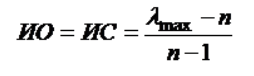 ИО = ИС = (λmax − n) / (n − 1)